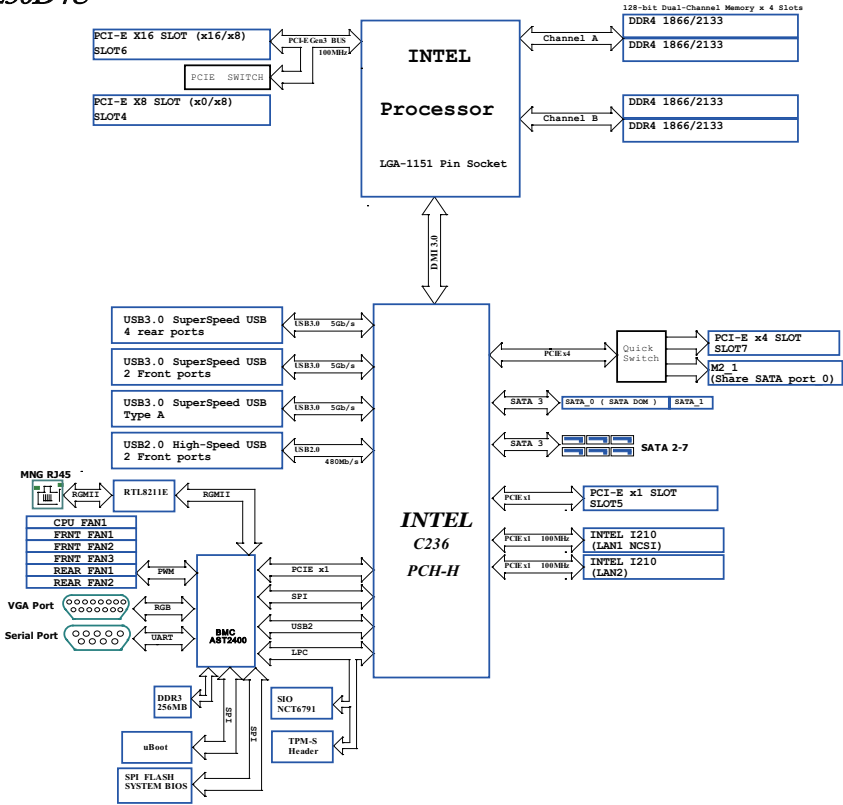 128-bit Dual-Channel Memory x 4 Slots
PCI-E X16 SLOT (x16/x8)
SLOT6
PCI-E Gen3 BUS
100MHz
PCIE SWITCH
PCI-E X8 SLOT (x0/x8)
SLOT4
INTEL
Processor
LGA-1151 Pin Socket
Channel A
DDR4 1866/2133
DDR4 1866/2133
Channel B
DDR4 1866/2133
DDR4 1866/2133
DMI 3.0
USB3.0 SuperSpeed USB
4 rear ports
USB3.0 5Gb/s
USB3.0 SuperSpeed USB
2 Front ports
USB3.0 5Gb/s
USB3.0 SuperSpeed USB
Type A
USB3.0 5Gb/s
USB2.0 High-Speed USB
2 Front ports
USB2.0
480Mb/s
INTEL
C236
PCH-H
PCIE x4
Quick
Switch
PCI-E x4 SLOT
SLOT7
M2_1
(Share SATA port 0)
SATA 3
SATA_0 ( SATA DOM )
SATA_1
SATA 3
SATA 2-7
PCIE x1
PCI-E x1 SLOT
SLOT5
PCIE x1 100MHz
INTEL I210
(LAN1 NCSI)
PCIE x1 100MHz
INTEL I210
(LAN2)
MNG RJ45
RGMII
RTL8211E
RGMII
CPU FAN1
FRNT FAN1
FRNT FAN2
FRNT FAN3
REAR FAN1
REAR FAN2
PWM
VGA Port
RGB
Serial Port
UART
BMC
AST2400
PCIE x1
SPI
USB2
LPC
DDR3
256MB
SPI
SPI
uBoot
SPI FLASH
SYSTEM BIOS
SIO
NCT6791
TPM-S
Header